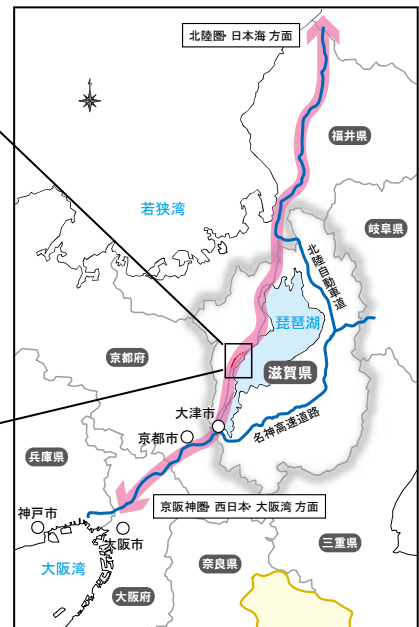 北陸圏・日本海 方面
福井県
若狭湾
岐阜県
北陸自動車道
琵琶湖
京都府
滋賀県
大津市
京都市
名神高速道路
兵庫県
京阪神圏・西日本・大阪湾 方面
神戸市
大阪市
三重県
奈良県
大阪湾
大阪府